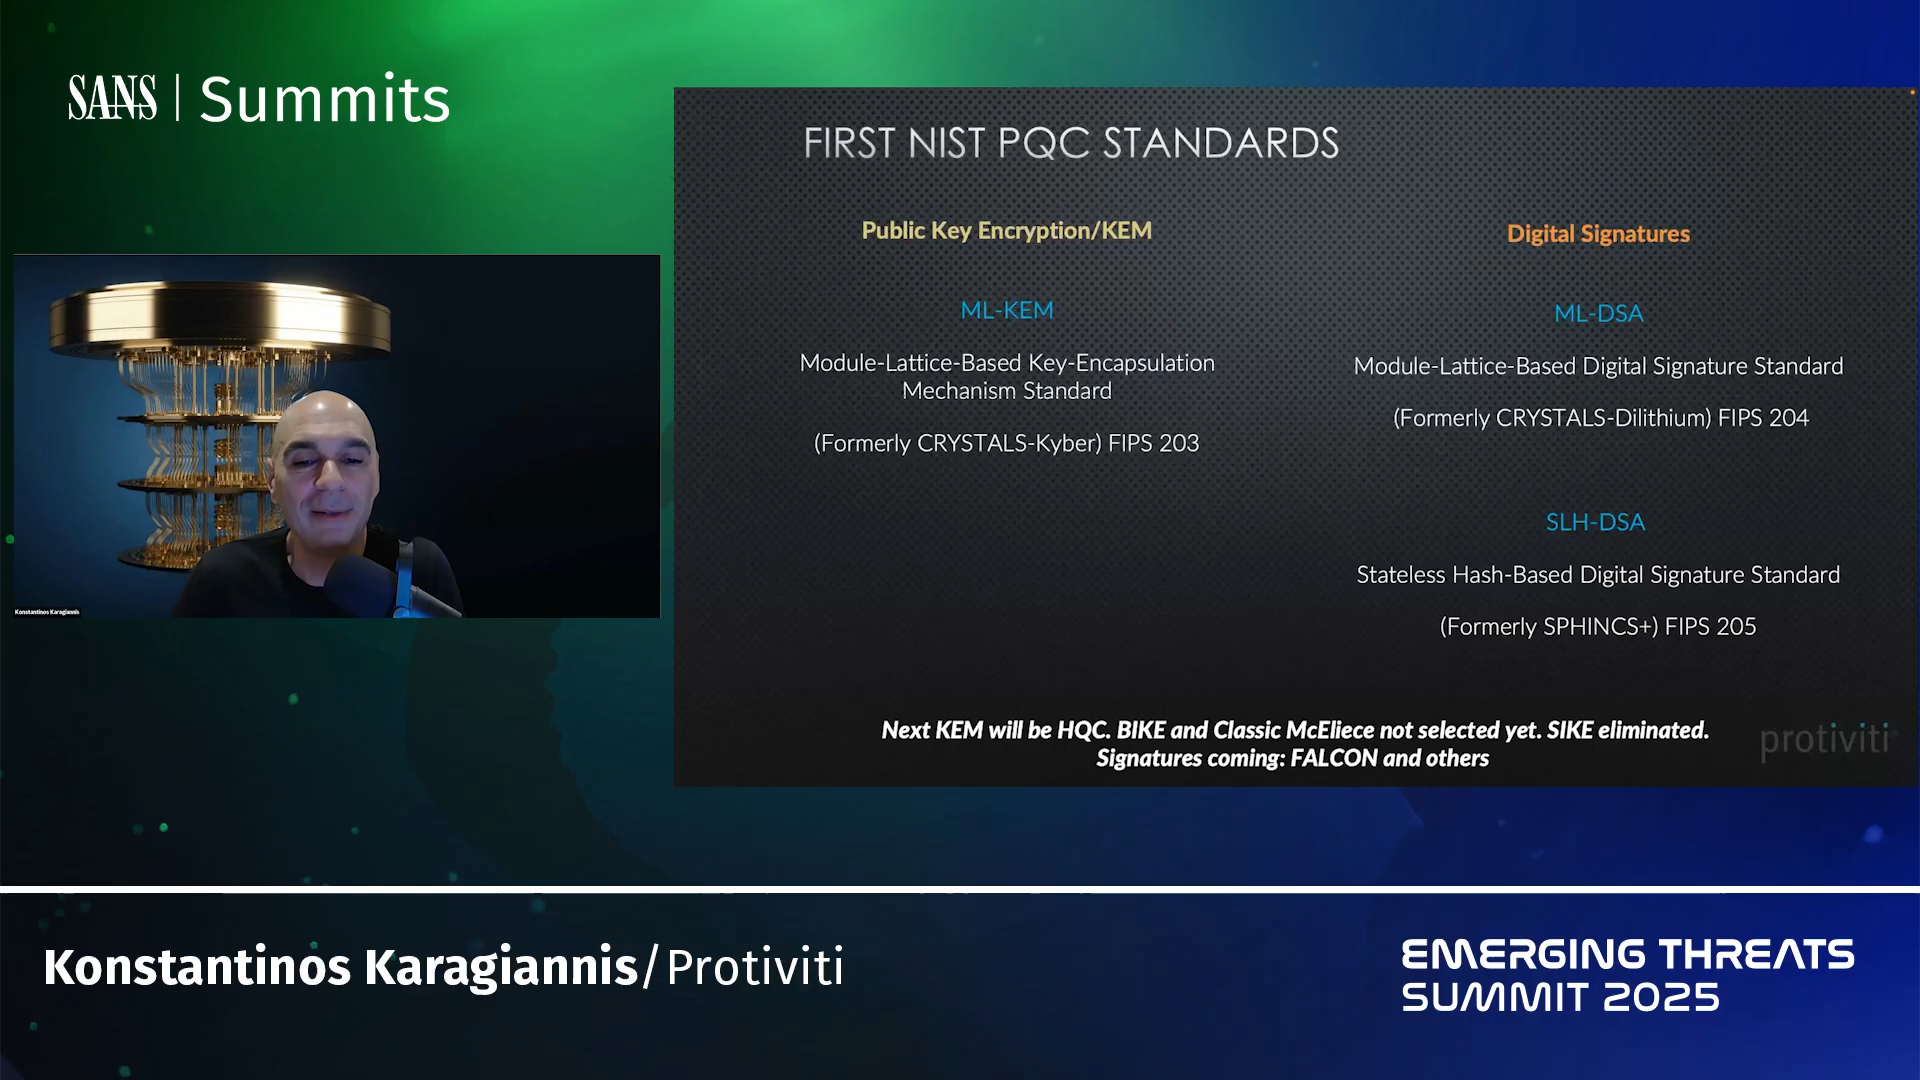 SANS | Summits
FIRST NIST PQC STANDARDS
Public Key Encryption/KEM
ML-KEM
Module-Lattice-Based Key-Encapsulation
Mechanism Standard
(Formerly CRYSTALS-Kyber) FIPS 203
Digital Signatures
ML-DSA
Module-Lattice-Based Digital Signature Standard
(Formerly CRYSTALS-Dilithium) FIPS 204
SLH-DSA
Stateless Hash-Based Digital Signature Standard
(Formerly SPHINCS+) FIPS 205
Next KEM will be HQC. BIKE and Classic McEliece not selected yet. SIKE eliminated.
Signatures coming: FALCON and others
protiviti
Konstantinos Karagiannis
Konstantinos Karagiannis/Protiviti
EMERGING THREATS
SUMMIT 2025